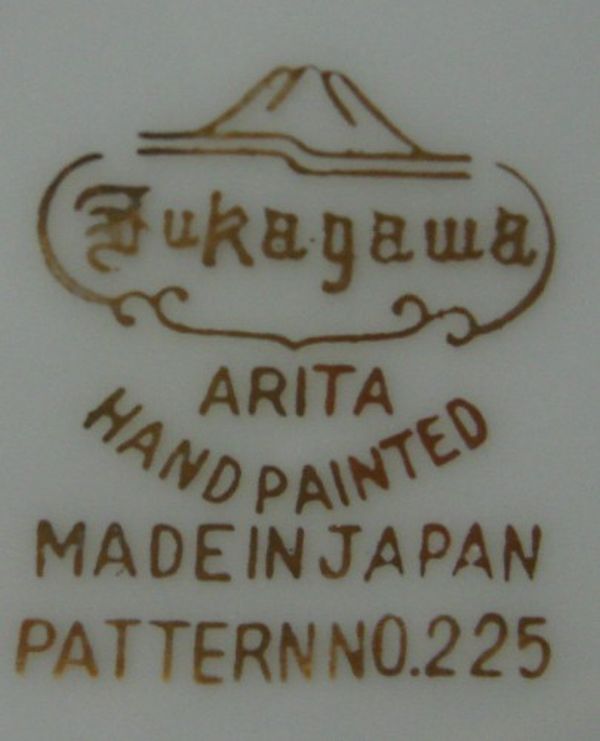 Fukagawa
ARITA
HAND PAINTED
MADE IN JAPAN
PATTERN NO. 225